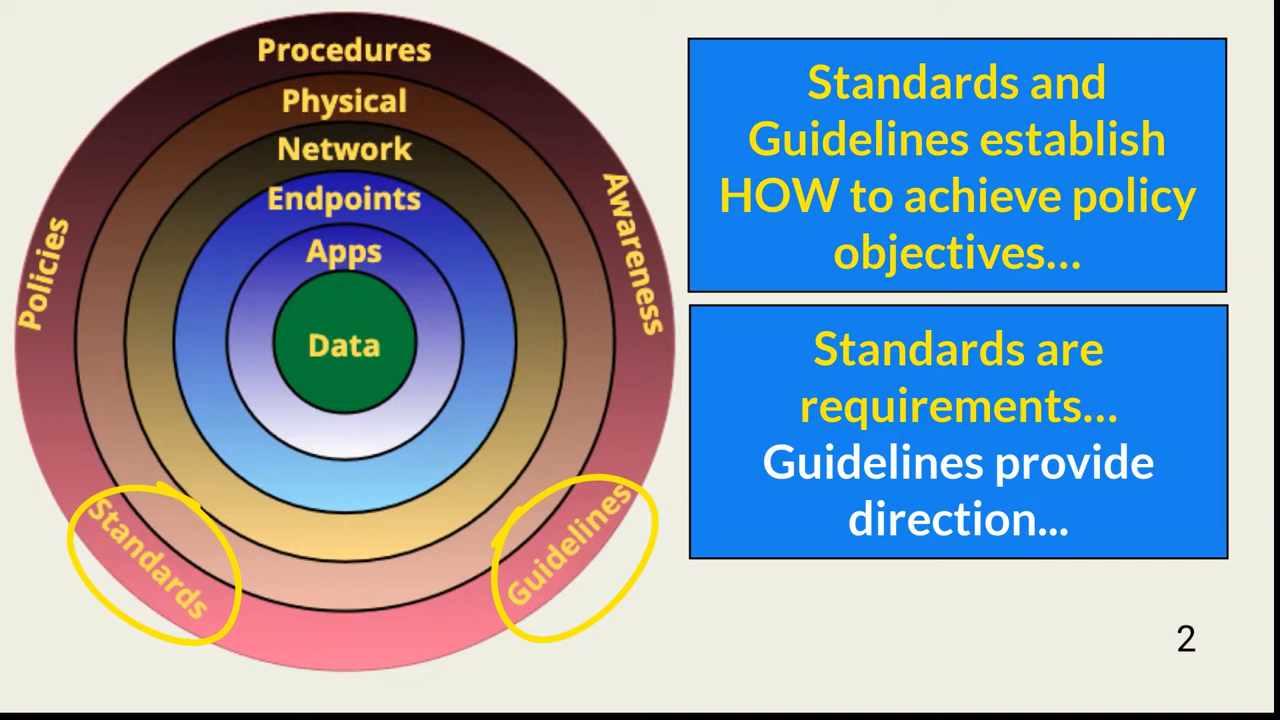 Procedures
Physical
Network
Endpoints
Apps
Data
Policies
Awareness
Standards
Guidelines
Standards and
Guidelines establish
HOW to achieve policy
objectives...
Standards are
requirements...
Guidelines provide
direction...
2